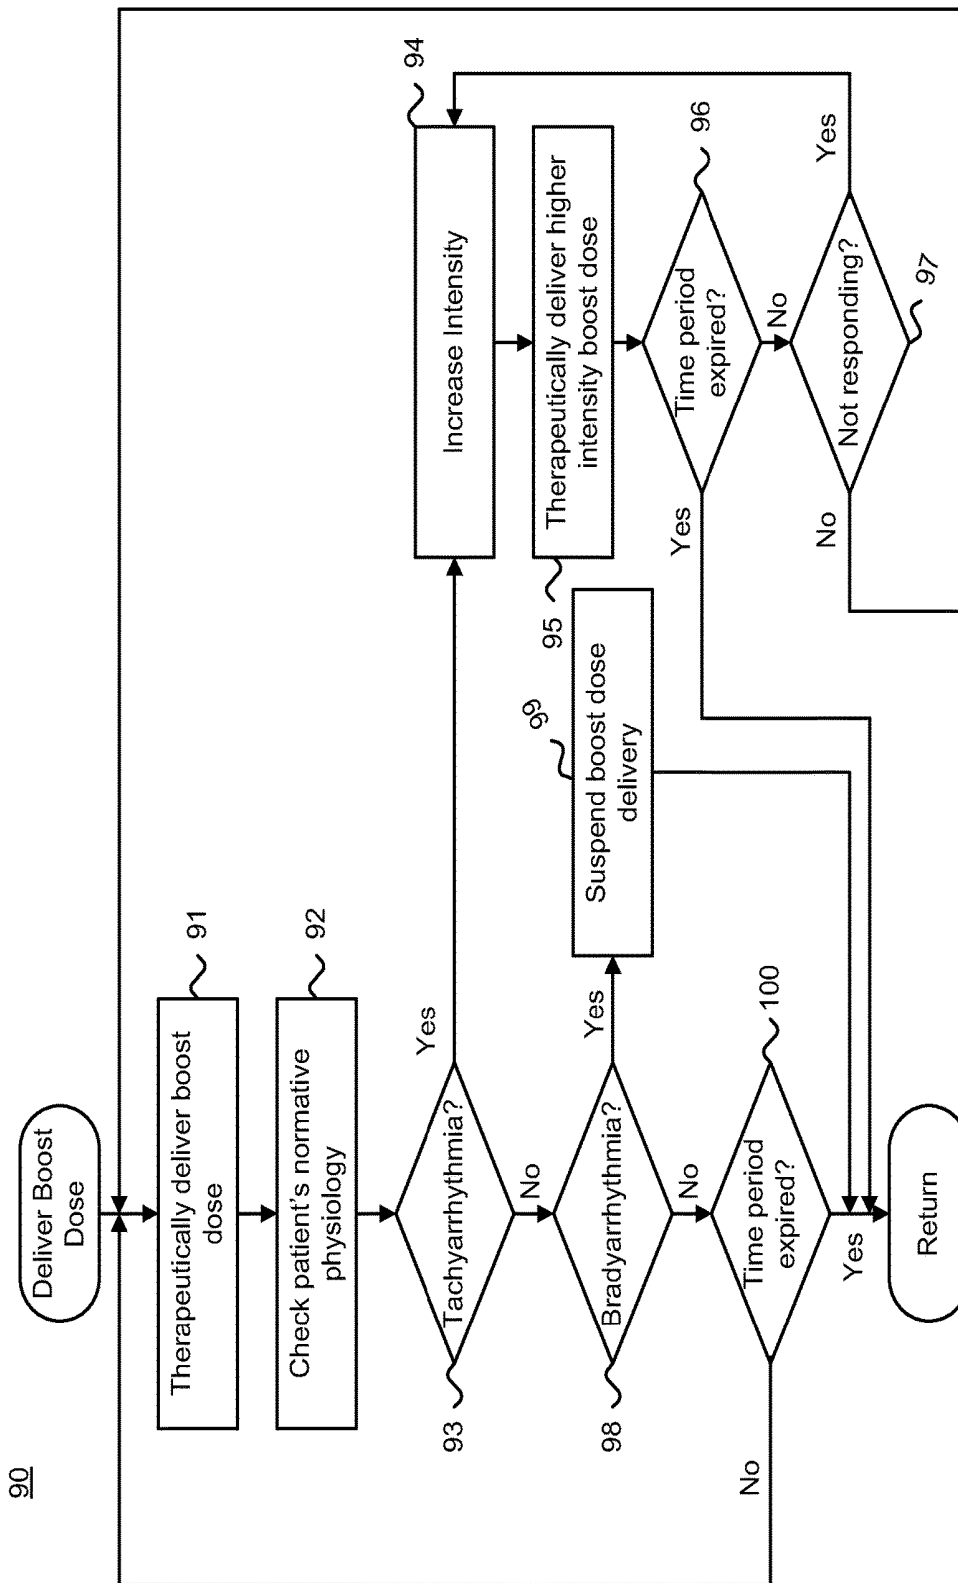 90
Deliver Boost
Dose
Therapeutically deliver boost
dose
91
Check patient's normative
physiology
92
Tachyarrhythmia?
93
Yes
No
Increase Intensity
94
Therapeutically deliver higher
intensity boost dose
95
Time period
expired?
96
Yes
No
Not responding?
97
Yes
No
Bradyarrhythmia?
98
Yes
No
Suspend boost dose
delivery
99
Time period
expired?
100
No
Yes
Return